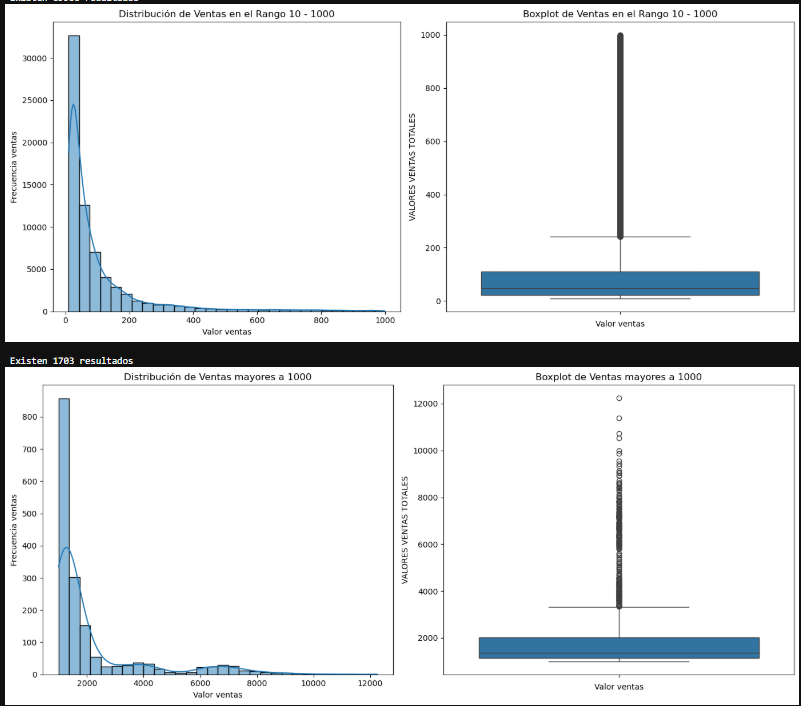 Distribución de Ventas en el Rango 10 - 1000
Frecuencia ventas
30000
25000
20000
15000
10000
5000
0
0 200 400 600 800 1000
Valor ventas
Boxplot de Ventas en el Rango 10 - 1000
VALORES VENTAS TOTALES
1000
800
600
400
200
0
Valor ventas
Existen 1703 resultados
Distribución de Ventas mayores a 1000
Frecuencia ventas
800
700
600
500
400
300
200
100
0
2000 4000 6000 8000 10000 12000
Valor ventas
Boxplot de Ventas mayores a 1000
VALORES VENTAS TOTALES
12000
10000
8000
6000
4000
2000
Valor ventas